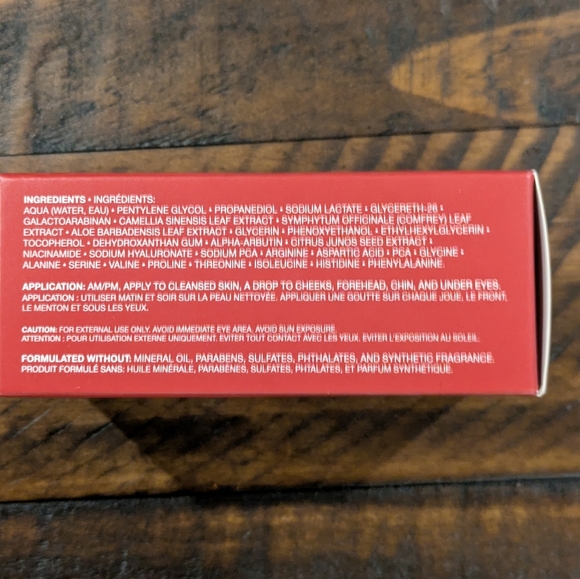 INGREDIENTS • INGRÉDIENTS:
AQUA (WATER, EAU) • PENTYLENE GLYCOL • PROPANEDIOL • SODIUM LACTATE • GLYCERETH-26 •
GALACTOARABINAN • CAMELLIA SINENSIS LEAF EXTRACT • SYMPHYTUM OFFICINALE (COMFREY) LEAF
EXTRACT • ALOE BARBADENSIS LEAF EXTRACT • GLYCERIN • PHENOXYETHANOL • ETHYLHEXYLGLYCERIN •
TOCOPHEROL • DEHYDROXANTHAN GUM • ALPHA-ARBUTIN • CITRUS JUNOS SEED EXTRACT •
NIACINAMIDE • SODIUM HYALURONATE • SODIUM PCA • ARGININE • ASPARTIC ACID • PCA • GLYCINE •
ALANINE • SERINE • VALINE • PROLINE • THREONINE • ISOLEUCINE • HISTIDINE • PHENYLALANINE.
APPLICATION: AM/PM, APPLY TO CLEANSED SKIN, A DROP TO CHEEKS, FOREHEAD, CHIN, AND UNDER EYES.
APPLICATION : UTILISER MATIN ET SOIR SUR LA PEAU NETTOYÉE. APPLIQUER UNE GOUTTE SUR CHAQUE JOUE, LE FRONT,
LE MENTON ET SOUS LES YEUX.
CAUTION: FOR EXTERNAL USE ONLY. AVOID IMMEDIATE EYE AREA. AVOID SUN EXPOSURE.
ATTENTION : POUR UTILISATION EXTERNE UNIQUEMENT. EVITER TOUT CONTACT AVEC LES YEUX. EVITER L'EXPOSITION AU SOLEIL.
FORMULATED WITHOUT: MINERAL OIL, PARABENS, SULFATES, PHTHALATES, AND SYNTHETIC FRAGRANCE.
PRODUIT FORMULÉ SANS: HUILE MINÉRALE, PARABÈNES, SULFATES, PHTALATES, ET PARFUM SYNTHÉTIQUE.